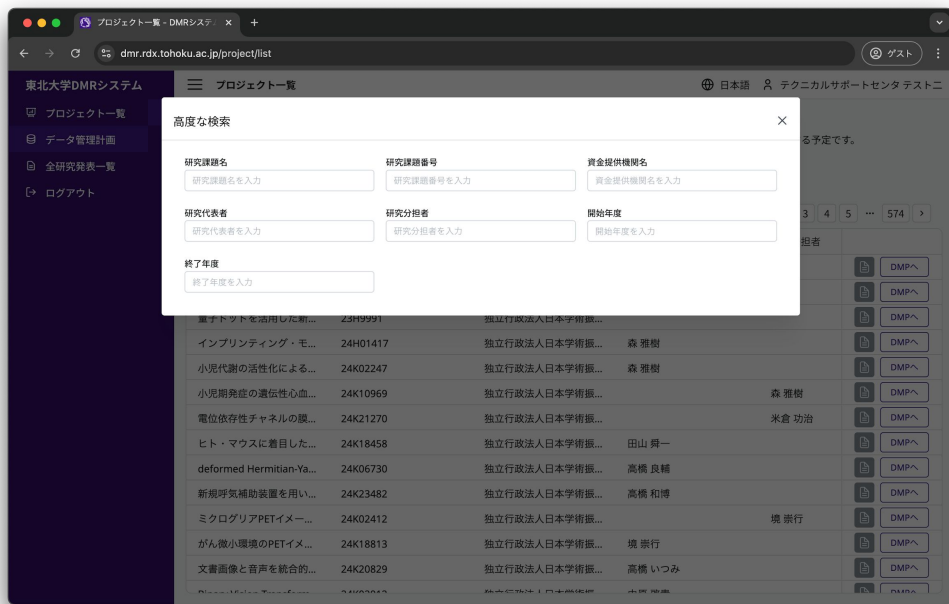 プロジェクト一覧 - DMRシステム
dmr.rdx.tohoku.ac.jp/project/list
ゲスト
東北大学DMRシステム
プロジェクト一覧
データ管理計画
全研究発表一覧
ログアウト
プロジェクト一覧
日本語
テクニカルサポートセンタ テスト二
る予定です。
高度な検索
研究課題名
研究課題番号
資金提供機関名
研究課題名を入力
研究課題番号を入力
資金提供機関名を入力
研究代表者
研究分担者
開始年度
研究代表者を入力
研究分担者を入力
開始年度を入力
終了年度
終了年度を入力
3 4 5 ··· 574
担者
DMPへ
DMPへ
量子ドットを活用した新... 23H9991 独立行政法人日本学術振... DMPへ
インプリンティング・モ... 24H01417 独立行政法人日本学術振... 森 雅樹 DMPへ
小児代謝の活性化による... 24K02247 独立行政法人日本学術振... 森 雅樹 DMPへ
小児期発症の遺伝性心血... 24K10969 独立行政法人日本学術振... 森 雅樹 DMPへ
電位依存性チャネルの膜... 24K21270 独立行政法人日本学術振... 米倉 功治 DMPへ
ヒト・マウスに着目した... 24K18458 独立行政法人日本学術振... 田山 舜一 DMPへ
deformed Hermitian-Ya... 24K06730 独立行政法人日本学術振... 高橋 良輔 DMPへ
新規呼気補助装置を用い... 24K23482 独立行政法人日本学術振... 高橋 和博 DMPへ
ミクログリアPETイメー... 24K02412 独立行政法人日本学術振... 境 崇行 DMPへ
がん微小環境のPETイメ... 24K18813 独立行政法人日本学術振... 境 崇行 DMPへ
文書画像と音声を統合的... 24K20829 独立行政法人日本学術振... 高橋 いつみ DMPへ